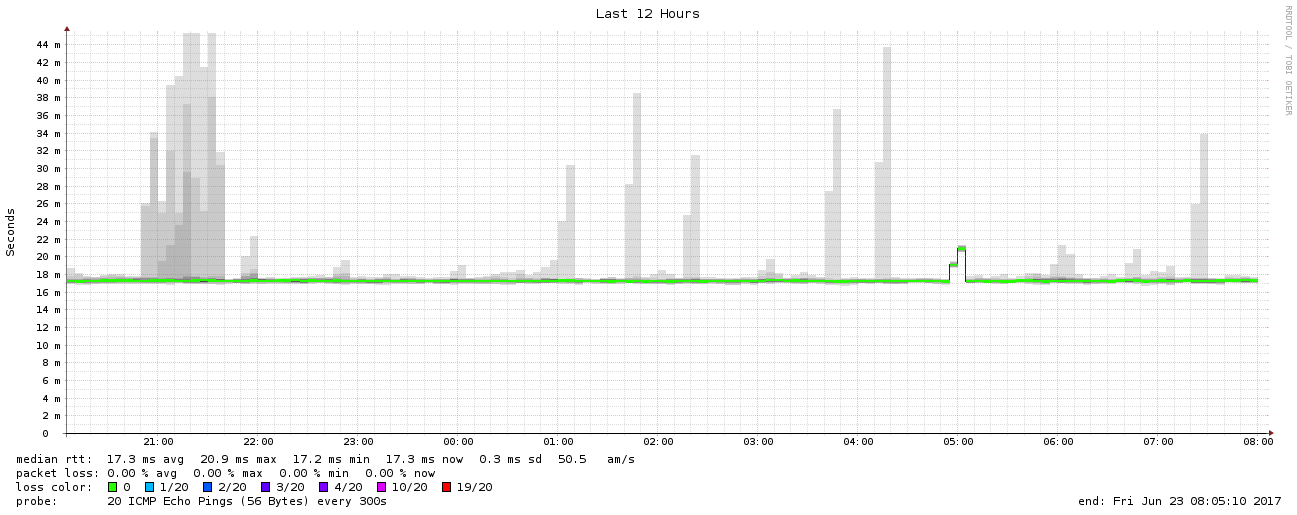 Last 12 Hours
RRDTOOL / TOBI OETIKER
Seconds
44 m
42 m
40 m
38 m
36 m
34 m
32 m
30 m
28 m
26 m
24 m
22 m
20 m
18 m
16 m
14 m
12 m
10 m
8 m
6 m
4 m
2 m
0
21:00 22:00 23:00 00:00 01:00 02:00 03:00 04:00 05:00 06:00 07:00 08:00
median rtt: 17.3 ms avg 20.9 ms max 17.2 ms min 17.3 ms now 0.3 ms sd 50.5 am/s
packet loss: 0.00 % avg 0.00 % max 0.00 % min 0.00 % now
loss color: 0 1/20 2/20 3/20 4/20 10/20 19/20
probe: 20 ICMP Echo Pings (56 Bytes) every 300s end: Fri Jun 23 08:05:10 2017